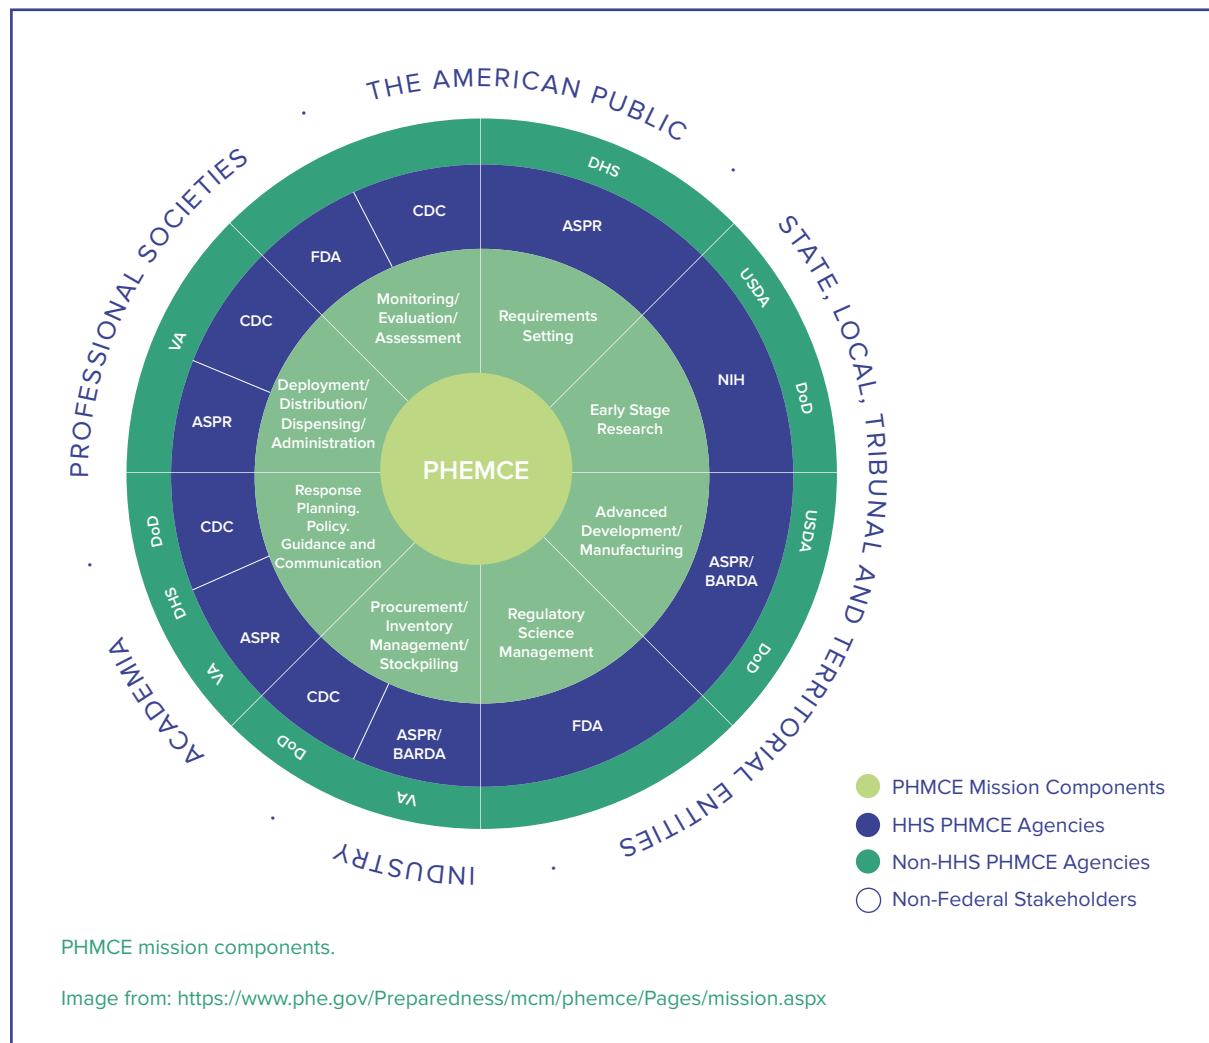 THE AMERICAN PUBLIC
STATE, LOCAL, TRIBUNAL AND TERRITORIAL ENTITIES
INDUSTRY
ACADEMIA
PROFESSIONAL SOCIETIES
DHS
USDA
DoD
USDA
DoD
VA
DoD
VA
DHS
DoD
VA
CDC
ASPR
NIH
ASPR/
BARDA
FDA
ASPR/
BARDA
CDC
ASPR
CDC
ASPR
CDC
FDA
Monitoring/
Evaluation/
Assessment
Requirements
Setting
Early Stage
Research
Advanced
Development/
Manufacturing
Regulatory
Science
Management
Procurement/
Inventory
Management/
Stockpiling
Response
Planning.
Policy.
Guidance and
Communication
Deployment/
Distribution/
Dispensing/
Administration
PHEMCE
PHMCE Mission Components
HHS PHMCE Agencies
Non-HHS PHMCE Agencies
Non-Federal Stakeholders
PHMCE mission components.
Image from: https://www.phe.gov/Preparedness/mcm/phemce/Pages/mission.aspx